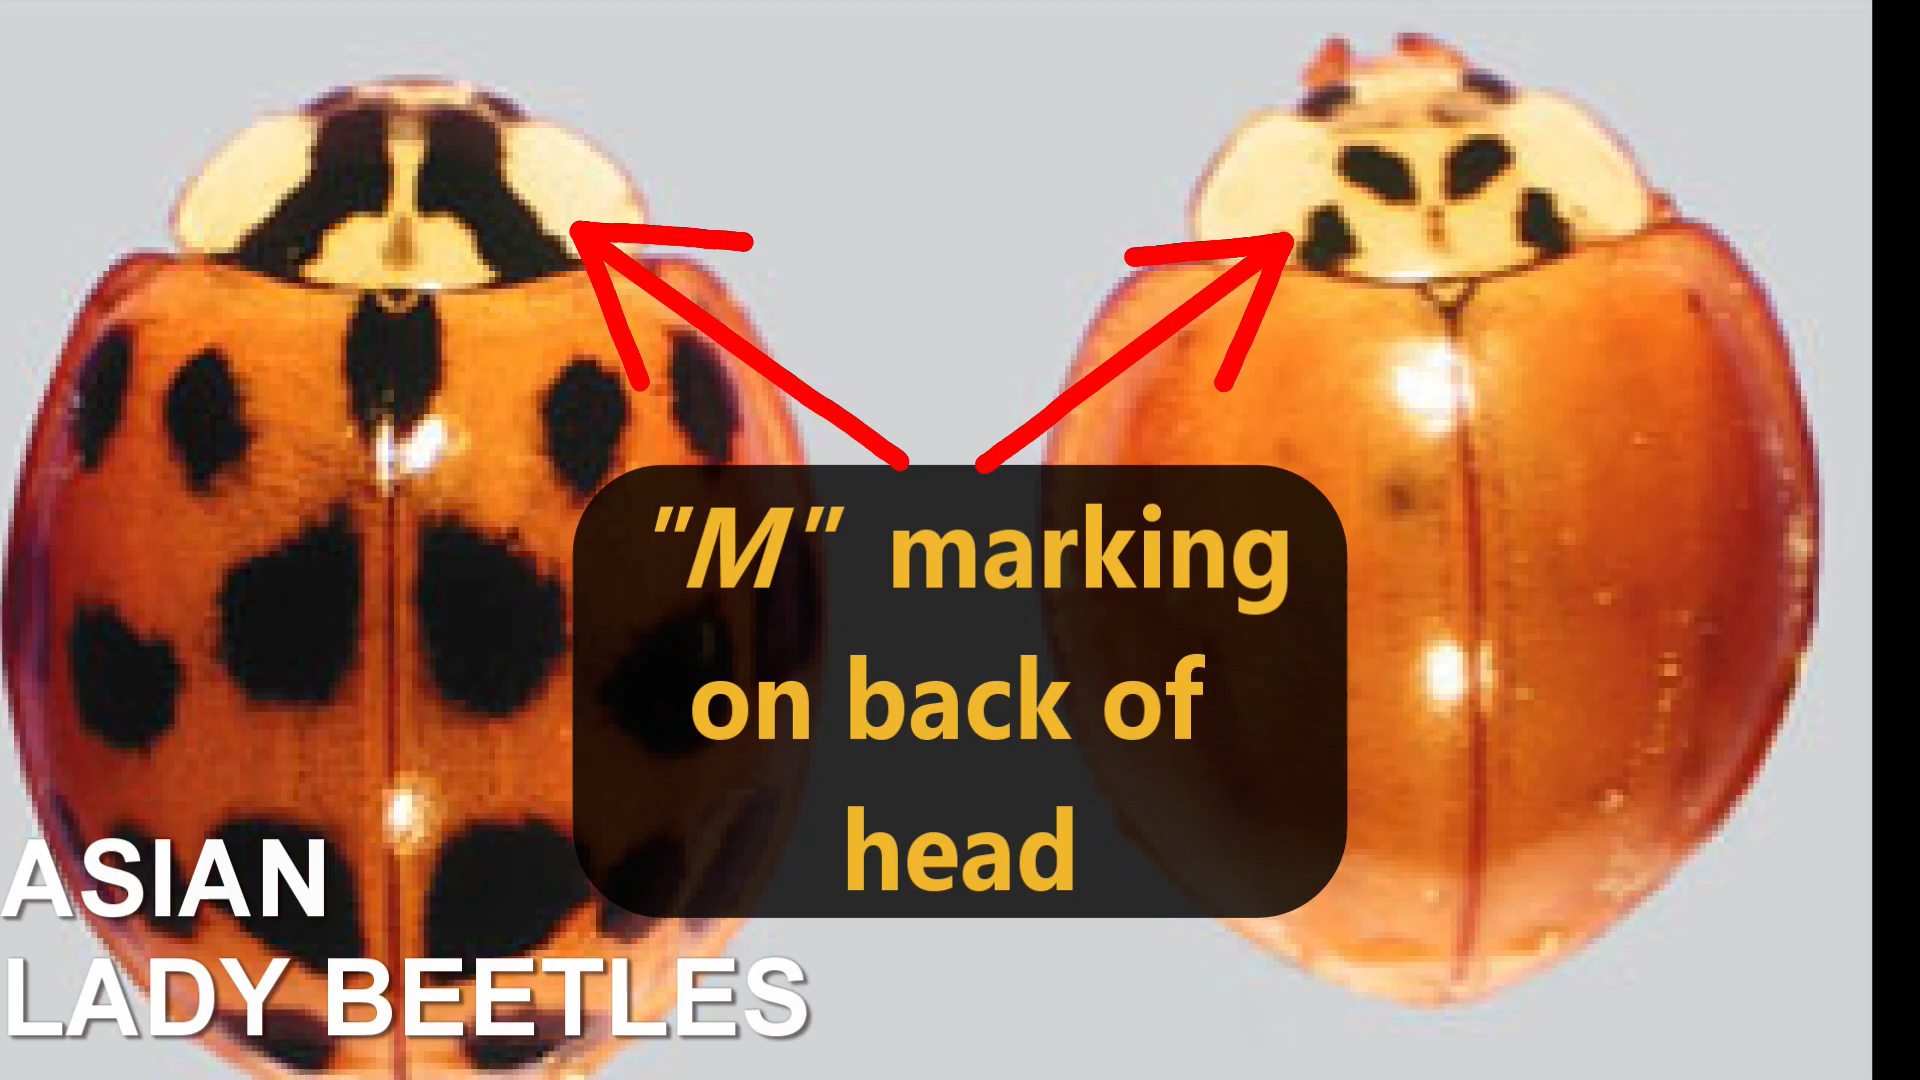 "M" marking
on back of
head
ASIAN
LADY BEETLES